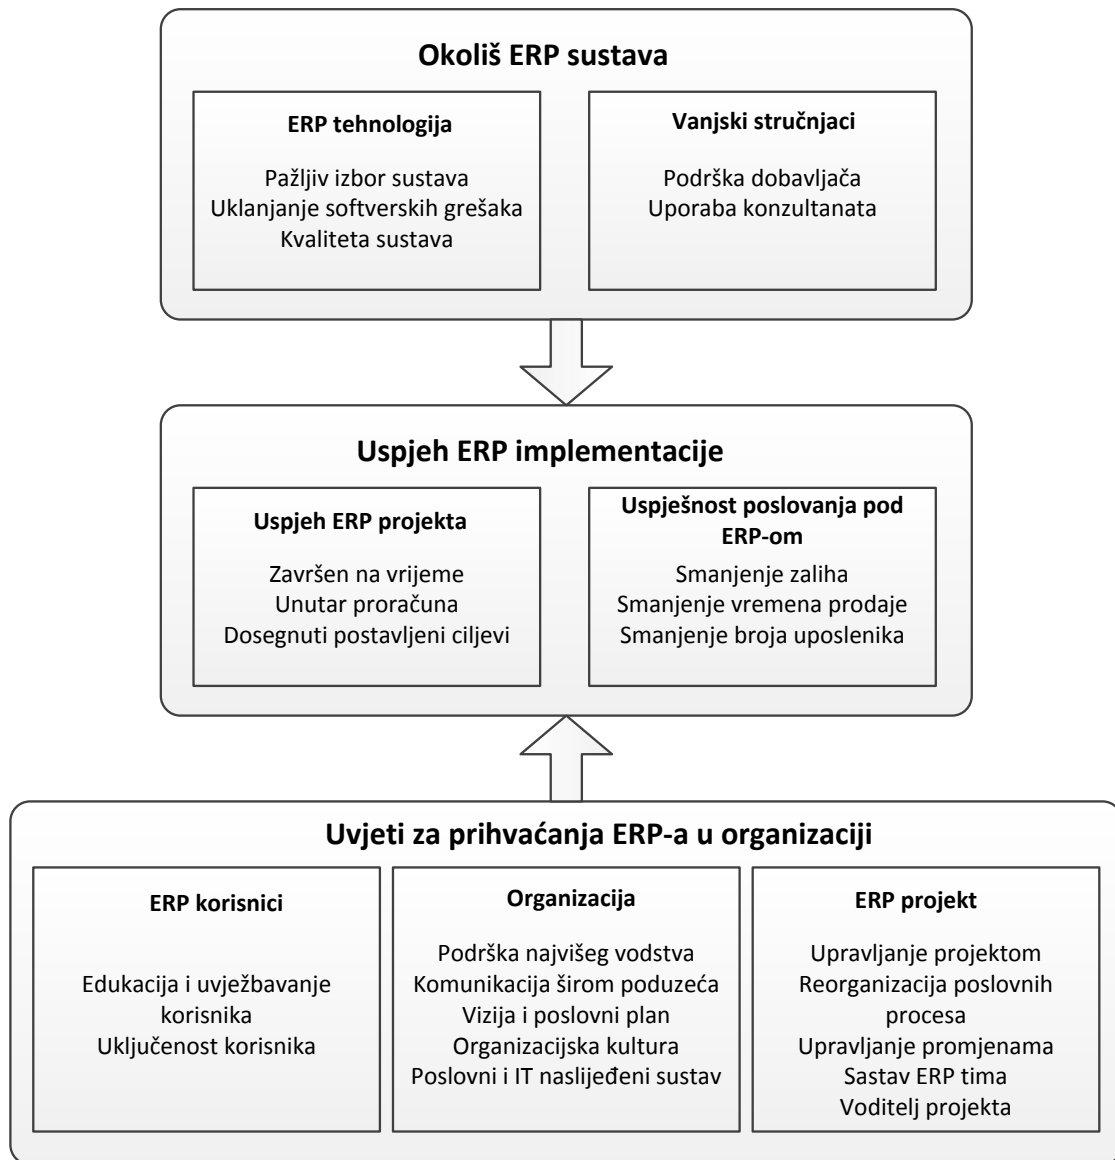 Okoliš ERP sustava
ERP tehnologija
Pažljiv izbor sustava
Uklanjanje softverskih grešaka
Kvaliteta sustava
Vanjski stručnjaci
Podrška dobavljača
Uporaba konzultanata
Uspjeh ERP implementacije
Uspjeh ERP projekta
Završen na vrijeme
Unutar proračuna
Dosegnuti postavljeni ciljevi
Uspješnost poslovanja pod
ERP-om
Smanjenje zaliha
Smanjenje vremena prodaje
Smanjenje broja uposlenika
Uvjeti za prihvaćanja ERP-a u organizaciji
ERP korisnici
Edukacija i uvježbavanje
korisnika
Uključenost korisnika
Organizacija
Podrška najvišeg vodstva
Komunikacija širom poduzeća
Vizija i poslovni plan
Organizacijska kultura
Poslovni i IT naslijeđeni sustav
ERP projekt
Upravljanje projektom
Reorganizacija poslovnih
procesa
Upravljanje promjenama
Sastav ERP tima
Voditelj projekta